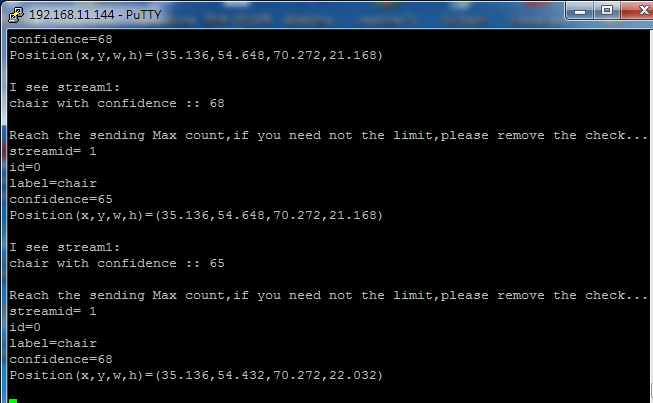 192.168.11.144 - PuTTY
confidence=68
Position(x,y,w,h)=(35.136,54.648,70.272,21.168)
I see stream1:
chair with confidence :: 68
Reach the sending Max count,if you need not the limit,please remove the check...
streamid= 1
id=0
label=chair
confidence=65
Position(x,y,w,h)=(35.136,54.648,70.272,21.168)
I see stream1:
chair with confidence :: 65
Reach the sending Max count,if you need not the limit,please remove the check...
streamid= 1
id=0
label=chair
confidence=68
Position(x,y,w,h)=(35.136,54.432,70.272,22.032)